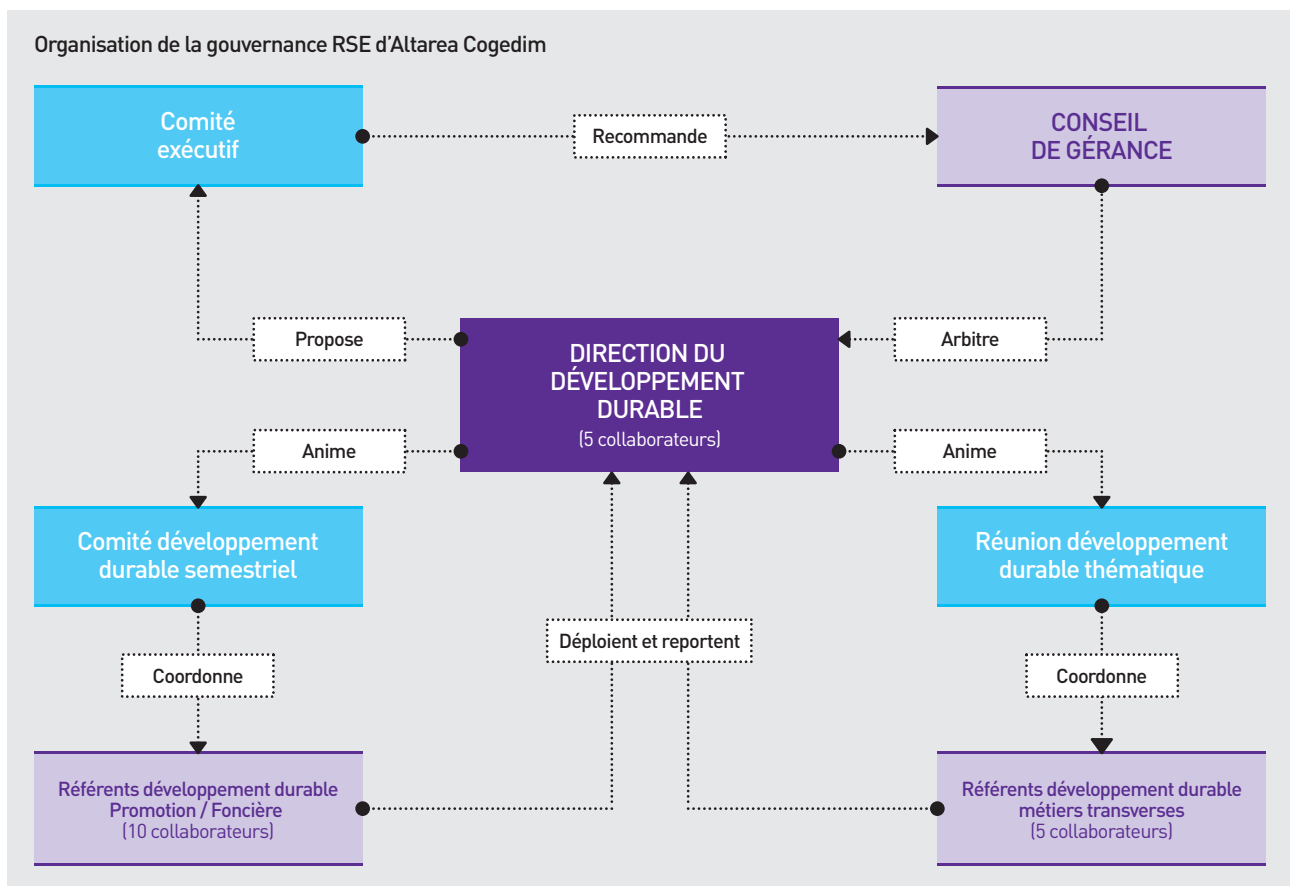 Organisation de la gouvernance RSE d'Altarea Cogedim
Comité
exécutif
Recommande
CONSEIL
DE GÉRANCE
Propose
DIRECTION DU
DÉVELOPPEMENT
DURABLE
(5 collaborateurs)
Arbitre
Anime
Anime
Comité développement
durable semestriel
Réunion développement
durable thématique
Déploient et reportent
Coordonne
Coordonne
Référents développement durable
Promotion / Foncière
(10 collaborateurs)
Référents développement durable
métiers transverses
(5 collaborateurs)